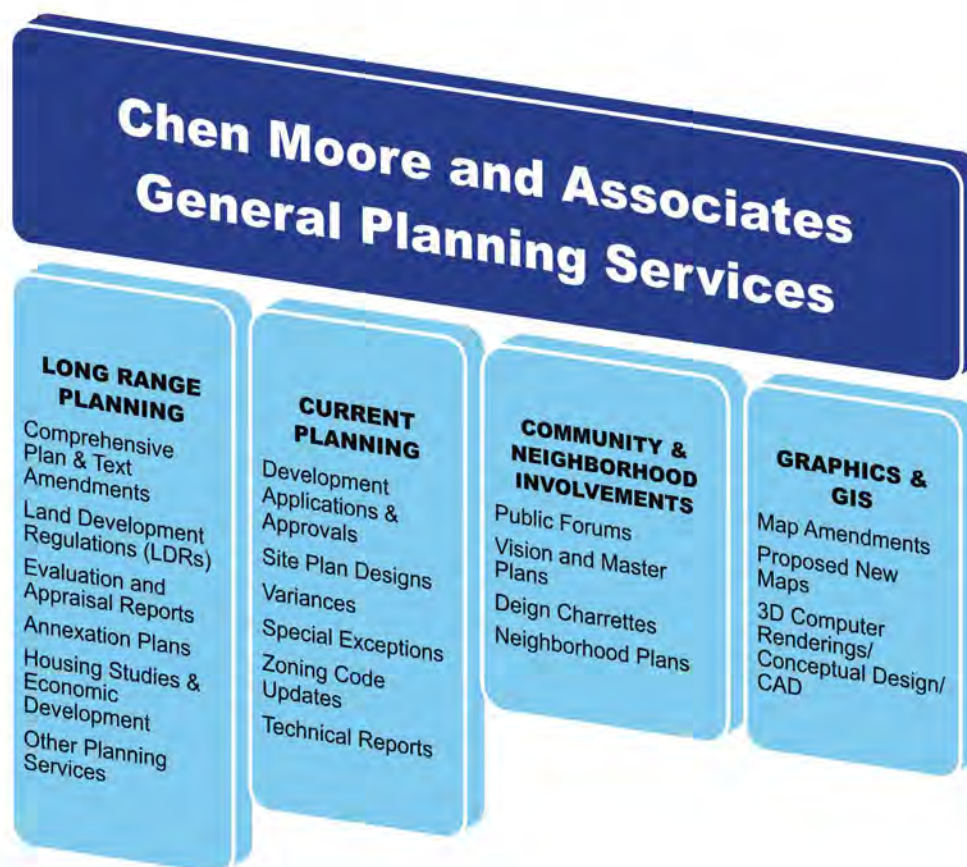 Chen Moore and Associates
General Planning Services
LONG RANGE
PLANNING
Comprehensive
Plan & Text
Amendments
Land Development
Regulations (LDRs)
Evaluation and
Appraisal Reports
Annexation Plans
Housing Studies &
Economic
Development
Other Planning
Services
CURRENT
PLANNING
Development
Applications &
Approvals
Site Plan Designs
Variances
Special Exceptions
Zoning Code
Updates
Technical Reports
COMMUNITY &
NEIGHBORHOOD
INVOLVEMENTS
Public Forums
Vision and Master
Plans
Deign Charrettes
Neighborhood Plans
GRAPHICS &
GIS
Map Amendments
Proposed New
Maps
3D Computer
Renderings/
Conceptual Design/
CAD